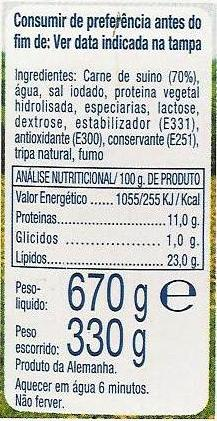 Consumir de preferência antes do
fim de: Ver data indicada na tampa
Ingredientes: Carne de suino (70%),
água, sal iodado, proteina vegetal
hidrolisada, especiarias, lactose,
dextrose, estabilizador (E331),
antioxidante (E300), conservante (E251),
tripa natural, fumo
ANÁLISE NUTRITICIONAL/ 100 g. DE PRODUTO
Valor Energético ...... 1055/255 KJ / Kcal
Proteinas.........................11,0 g.
Glicidos ......................... 1,0 g.
Lípidos............................23,0 g.
Peso-
líquido: 670 g e
Peso
escorrido: 330 g
Produto da Alemanha.
Aquecer em água 6 minutos.
Não ferver.